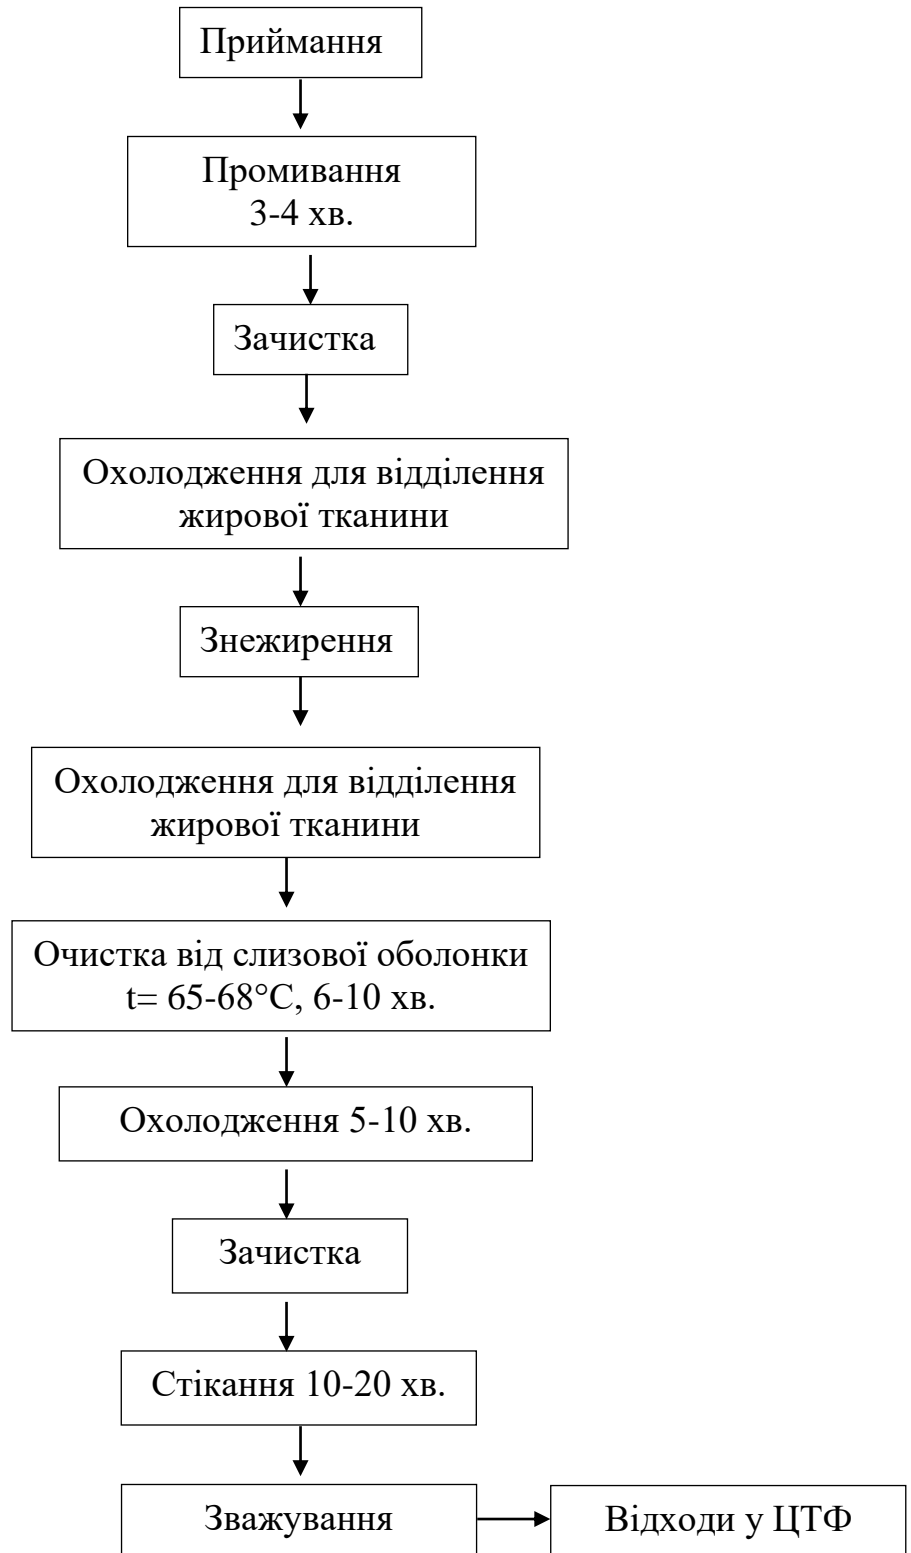 Приймання
Промивання
3-4 хв.
Зачистка
Охолодження для відділення
жирової тканини
Знежирення
Охолодження для відділення
жирової тканини
Очистка від слизової оболонки
t= 65-68°С, 6-10 хв.
Охолодження 5-10 хв.
Зачистка
Стікання 10-20 хв.
Зважування
Відходи у ЦТФ